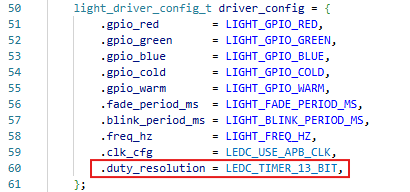 50 light_driver_config_t driver_config = {
51 .gpio_red = LIGHT_GPIO_RED,
52 .gpio_green = LIGHT_GPIO_GREEN,
53 .gpio_blue = LIGHT_GPIO_BLUE,
54 .gpio_cold = LIGHT_GPIO_COLD,
55 .gpio_warm = LIGHT_GPIO_WARM,
56 .fade_period_ms = LIGHT_FADE_PERIOD_MS,
57 .blink_period_ms = LIGHT_BLINK_PERIOD_MS,
58 .freq_hz = LIGHT_FREQ_HZ,
59 .clk_cfg = LEDC_USE_APB_CLK,
60 .duty_resolution = LEDC_TIMER_13_BIT,
61 };